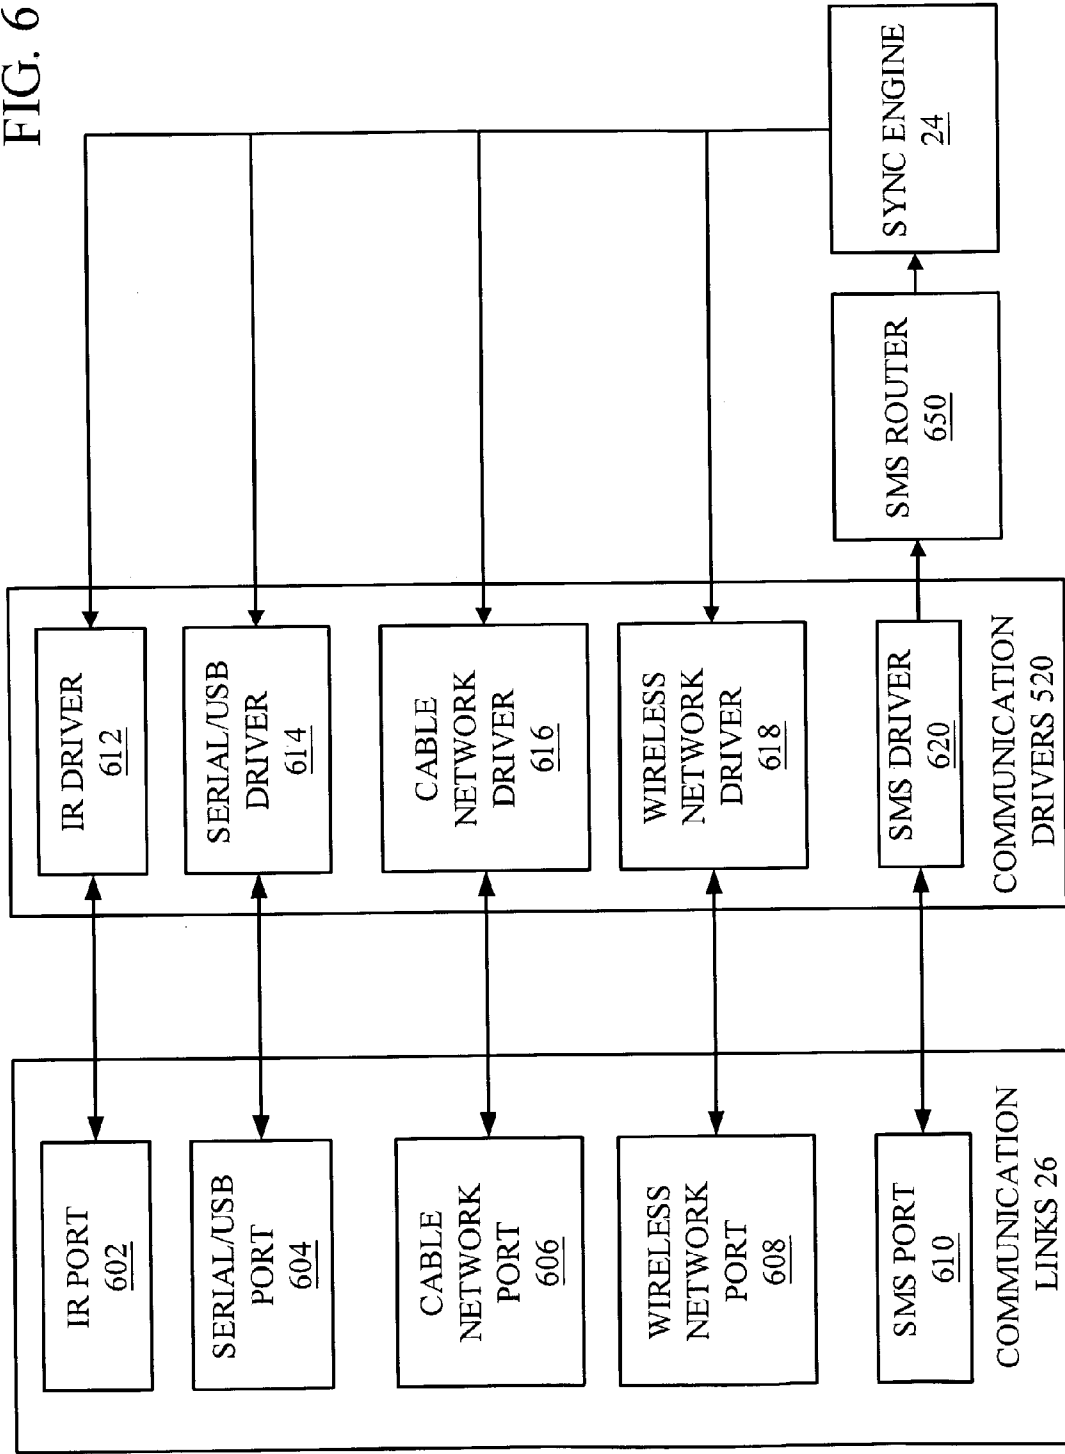 FIG. 6
IR PORT
602
SERIAL/USB
PORT
604
CABLE
NETWORK
PORT
606
WIRELESS
NETWORK
PORT
608
SMS PORT
610
COMMUNICATION
LINKS 26
IR DRIVER
612
SERIAL/USB
DRIVER
614
CABLE
NETWORK
DRIVER
616
WIRELESS
NETWORK
DRIVER
618
SMS DRIVER
620
COMMUNICATION
DRIVERS 520
SMS ROUTER
650
SYNC ENGINE
24